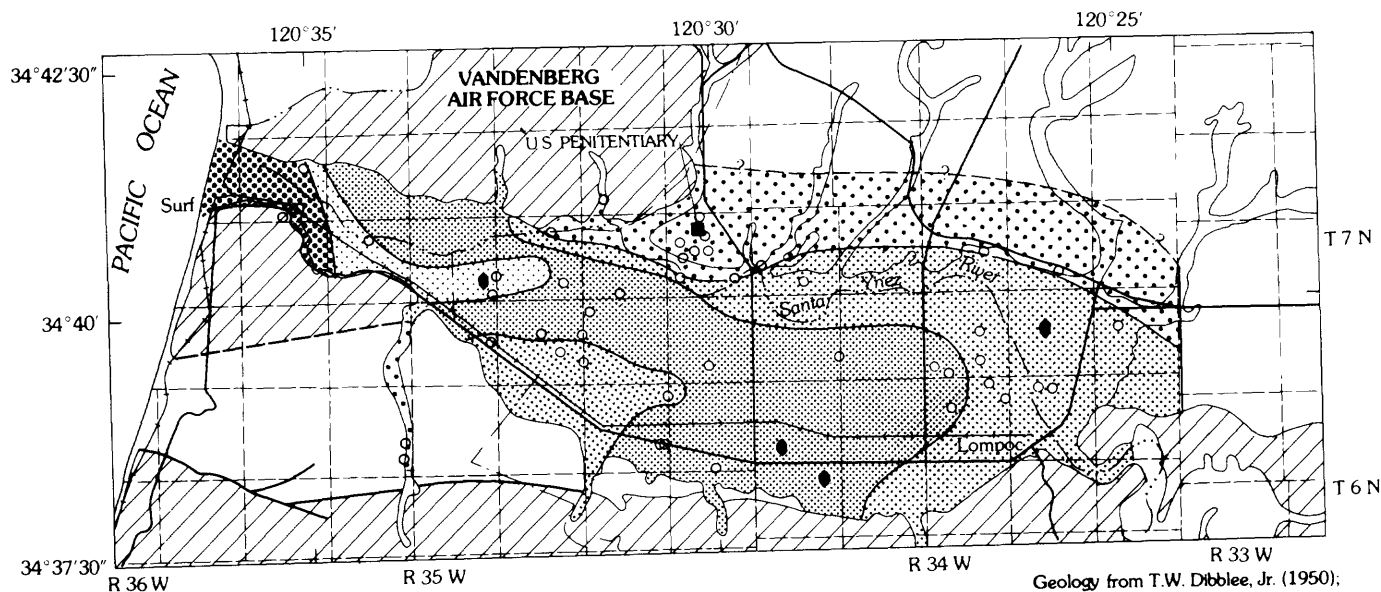 120°35'
120°30'
120°25'
34°42'30"
PACIFIC OCEAN
VANDENBERG
AIR FORCE BASE
U S PENITENTIARY
?
?
?
?
Surf
T 7 N
Santa Ynez River
34°40'
Lompoc
T 6 N
34°37'30"
R 36 W
R 35 W
R 34 W
R 33 W
Geology from T.W. Dibblee, Jr. (1950);